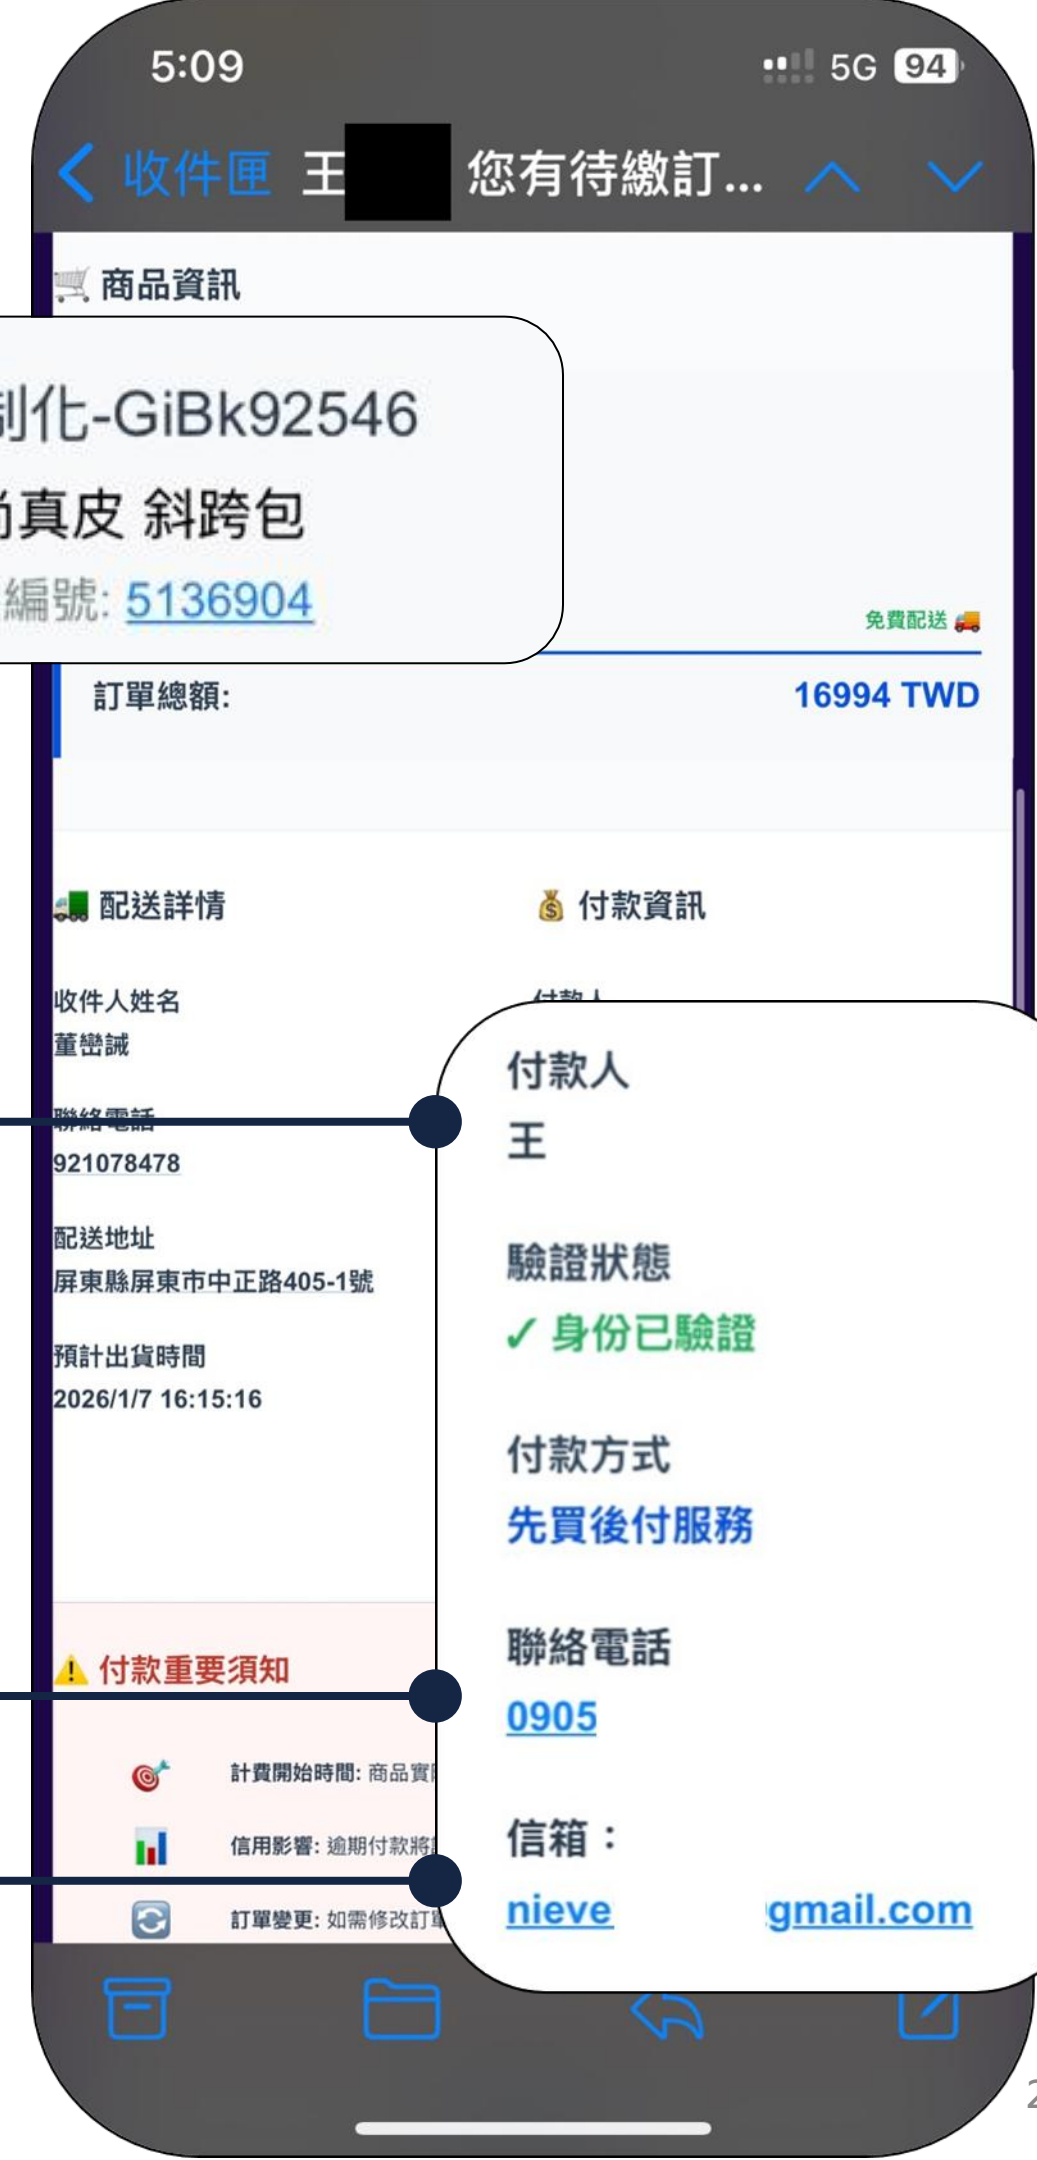 5:09
5G 94
收件匣 王 您有待繳訂...
商品資訊
制化-GiBk92546
尚真皮 斜跨包
編號: 5136904
免費配送
訂單總額: 16994 TWD
配送詳情
收件人姓名
董巒誠
聯絡電話
921078478
配送地址
屏東縣屏東市中正路405-1號
預計出貨時間
2026/1/7 16:15:16
付款資訊
付款人
付款人
王
驗證狀態
✓ 身份已驗證
付款方式
先買後付服務
聯絡電話
0905
信箱：
nieve gmail.com
付款重要須知
計費開始時間: 商品實
信用影響: 逾期付款將
訂單變更: 如需修改訂單
2